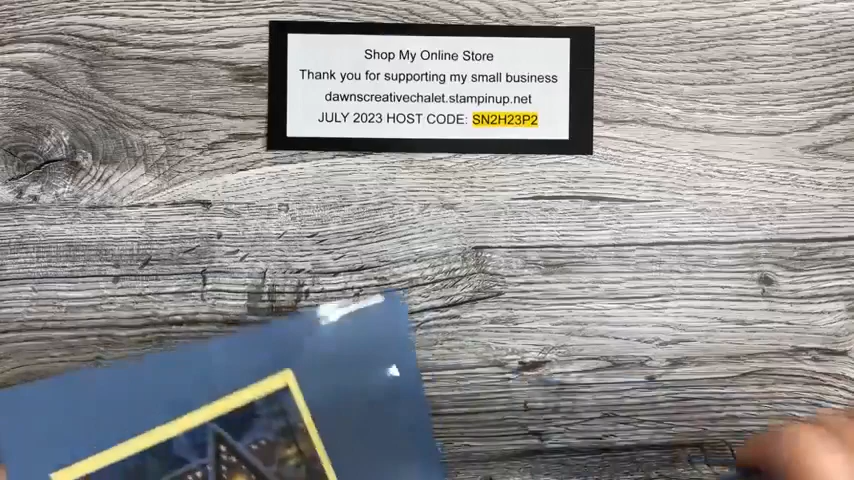 Shop My Online Store
Thank you for supporting my small business
dawnscreativechalet.stampinup.net
JULY 2023 HOST CODE: SN2H23P2